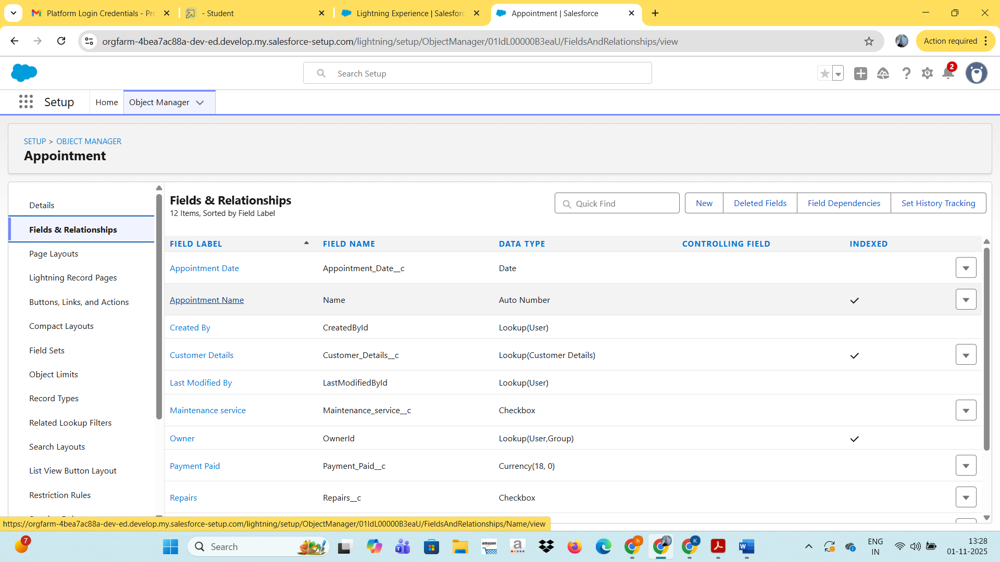 Platform Login Credentials - Pro
- Student
Lightning Experience | Salesforc
Appointment | Salesforce
orgfarm-4bea7ac88a-dev-ed.develop.my.salesforce-setup.com/lightning/setup/ObjectManager/01IdL00000B3eaU/FieldsAndRelationships/view
Action required
Search Setup
2
Setup
Home
Object Manager
SETUP > OBJECT MANAGER
Appointment
Details
Fields & Relationships
Page Layouts
Lightning Record Pages
Buttons, Links, and Actions
Compact Layouts
Field Sets
Object Limits
Record Types
Related Lookup Filters
Search Layouts
List View Button Layout
Restriction Rules
Fields & Relationships
12 Items, Sorted by Field Label
Quick Find
New
Deleted Fields
Field Dependencies
Set History Tracking
FIELD LABEL FIELD NAME DATA TYPE CONTROLLING FIELD INDEXED
Appointment Date Appointment_Date__c Date
Appointment Name Name Auto Number
Created By CreatedById Lookup(User)
Customer Details Customer_Details__c Lookup(Customer Details)
Last Modified By LastModifiedById Lookup(User)
Maintenance service Maintenance_service__c Checkbox
Owner OwnerId Lookup(User,Group)
Payment Paid Payment_Paid__c Currency(18, 0)
Repairs Repairs__c Checkbox
https://orgfarm-4bea7ac88a-dev-ed.develop.my.salesforce-setup.com/lightning/setup/ObjectManager/01IdL00000B3eaU/FieldsAndRelationships/Name/view
7
Search
amazon
a
h
K
W
ENG
IN
13:28
01-11-2025